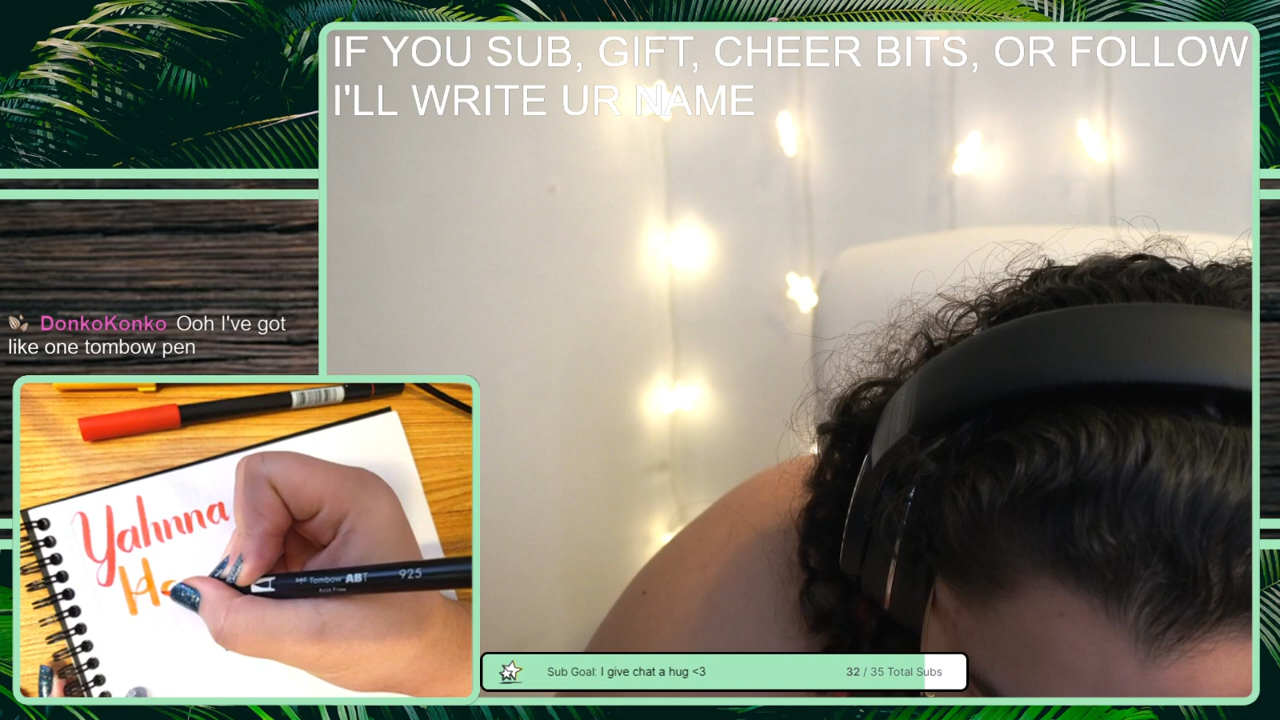 IF YOU SUB, GIFT, CHEER BITS, OR FOLLOW
I'LL WRITE UR NAME
DonkoKonko Ooh I've got
like one tombow pen
Yahnna
Tombow ABT 925
Sub Goal: I give chat a hug <3 32 / 35 Total Subs